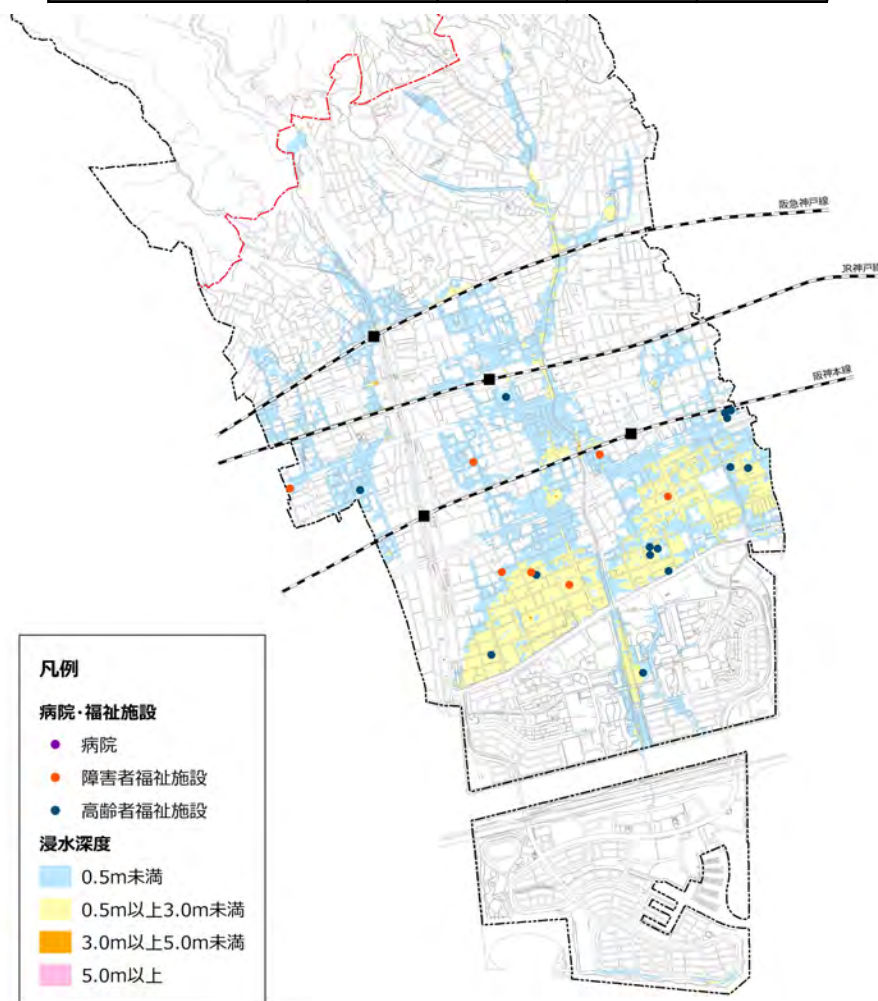 阪急神戸線
JR神戸線
阪神本線
凡例
病院・福祉施設
病院
障害者福祉施設
高齢者福祉施設
浸水深度
0.5m未満
0.5m以上3.0m未満
3.0m以上5.0m未満
5.0m以上